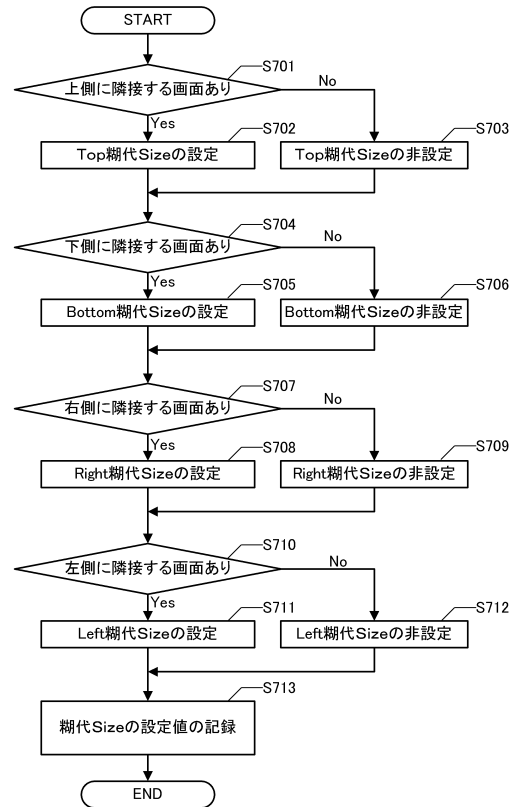 START
S701
上側に隣接する画面あり
No
Yes
S702
S703
Top糊代Sizeの設定
Top糊代Sizeの非設定
S704
下側に隣接する画面あり
No
Yes
S705
S706
Bottom糊代Sizeの設定
Bottom糊代Sizeの非設定
S707
右側に隣接する画面あり
No
Yes
S708
S709
Right糊代Sizeの設定
Right糊代Sizeの非設定
S710
左側に隣接する画面あり
No
Yes
S711
S712
Left糊代Sizeの設定
Left糊代Sizeの非設定
S713
糊代Sizeの設定値の記録
END